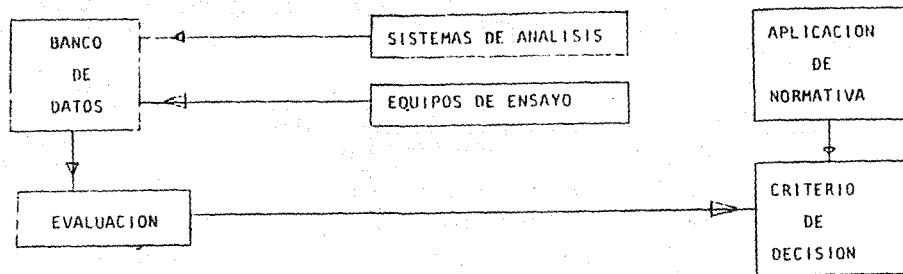 BANCO
DE
DATOS
SISTEMAS DE ANALISIS
EQUIPOS DE ENSAYO
APLICACION
DE
NORMATIVA
EVALUACION
CRITERIO
DE
DECISION